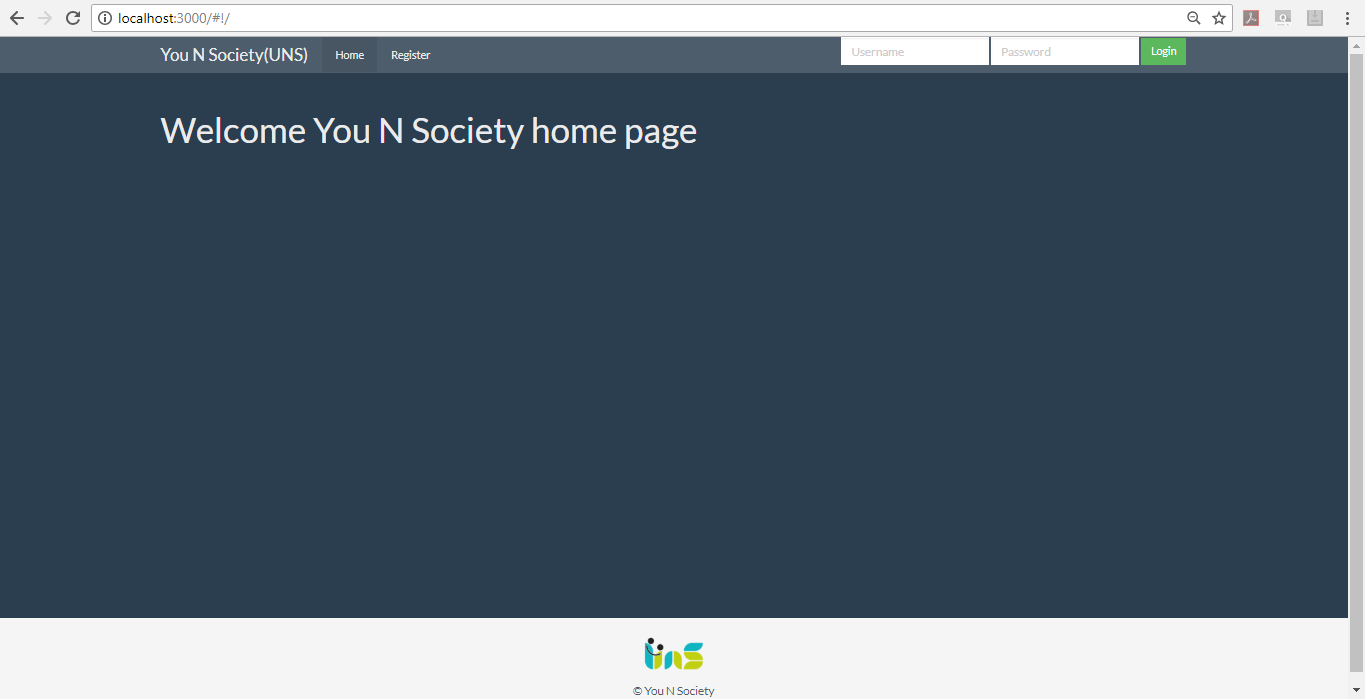 localhost:3000/#!/
You N Society(UNS) Home Register Username Password Login
Welcome You N Society home page
uns
© You N Society